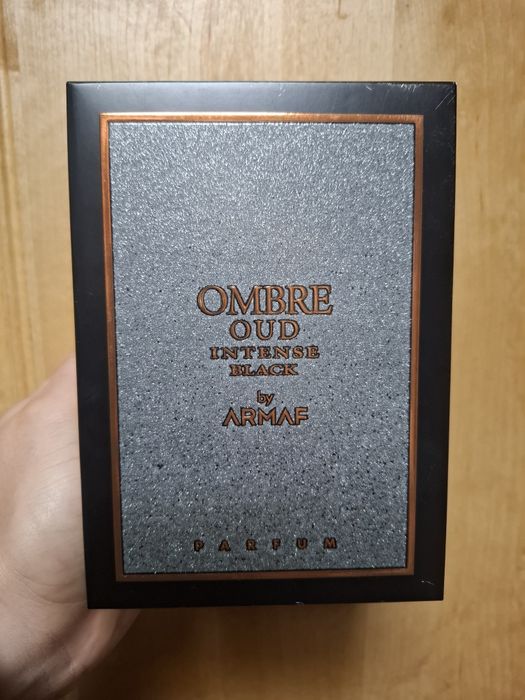 OMBRE
OUD
INTENSE
BLACK
by
ARMAF
PARFUM